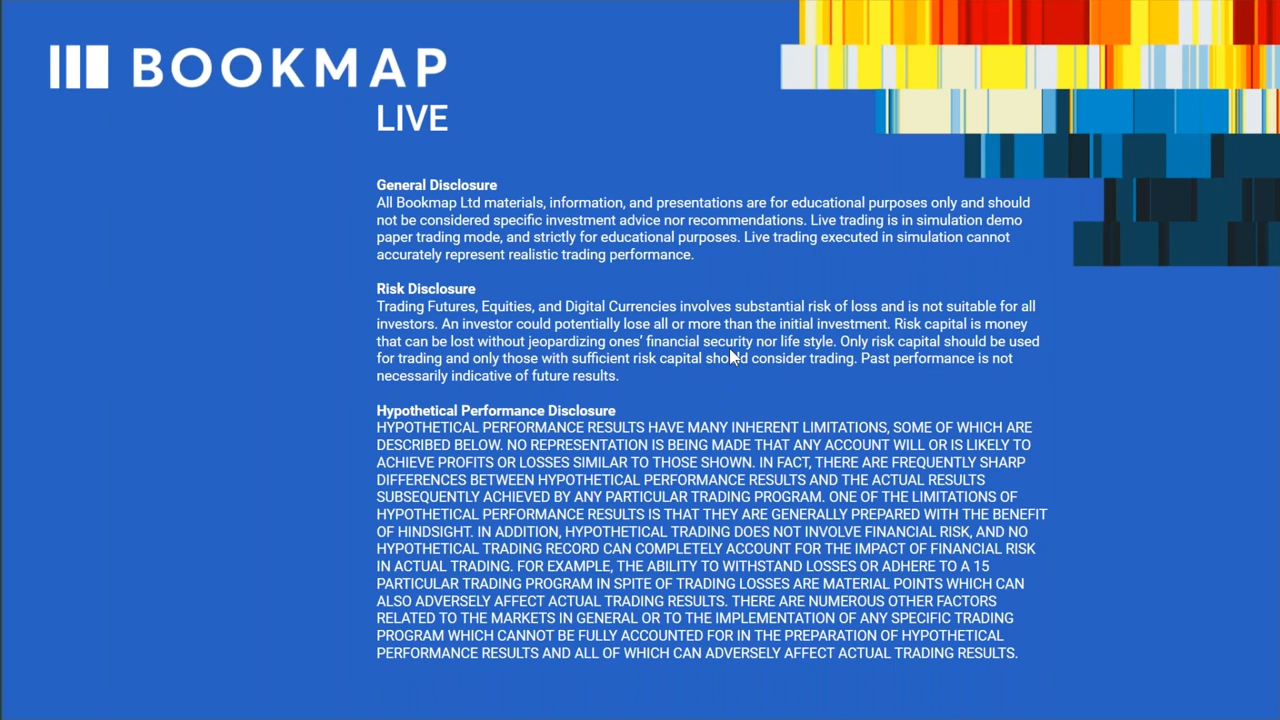 BOOKMAP
LIVE
General Disclosure
All Bookmap Ltd materials, information, and presentations are for educational purposes only and should
not be considered specific investment advice nor recommendations. Live trading is in simulation demo
paper trading mode, and strictly for educational purposes. Live trading executed in simulation cannot
accurately represent realistic trading performance.
Risk Disclosure
Trading Futures, Equities, and Digital Currencies involves substantial risk of loss and is not suitable for all
investors. An investor could potentially lose all or more than the initial investment. Risk capital is money
that can be lost without jeopardizing ones’ financial security nor life style. Only risk capital should be used
for trading and only those with sufficient risk capital should consider trading. Past performance is not
necessarily indicative of future results.
Hypothetical Performance Disclosure
HYPOTHETICAL PERFORMANCE RESULTS HAVE MANY INHERENT LIMITATIONS, SOME OF WHICH ARE
DESCRIBED BELOW. NO REPRESENTATION IS BEING MADE THAT ANY ACCOUNT WILL OR IS LIKELY TO
ACHIEVE PROFITS OR LOSSES SIMILAR TO THOSE SHOWN. IN FACT, THERE ARE FREQUENTLY SHARP
DIFFERENCES BETWEEN HYPOTHETICAL PERFORMANCE RESULTS AND THE ACTUAL RESULTS
SUBSEQUENTLY ACHIEVED BY ANY PARTICULAR TRADING PROGRAM. ONE OF THE LIMITATIONS OF
HYPOTHETICAL PERFORMANCE RESULTS IS THAT THEY ARE GENERALLY PREPARED WITH THE BENEFIT
OF HINDSIGHT. IN ADDITION, HYPOTHETICAL TRADING DOES NOT INVOLVE FINANCIAL RISK, AND NO
HYPOTHETICAL TRADING RECORD CAN COMPLETELY ACCOUNT FOR THE IMPACT OF FINANCIAL RISK
IN ACTUAL TRADING. FOR EXAMPLE, THE ABILITY TO WITHSTAND LOSSES OR ADHERE TO A 15
PARTICULAR TRADING PROGRAM IN SPITE OF TRADING LOSSES ARE MATERIAL POINTS WHICH CAN
ALSO ADVERSELY AFFECT ACTUAL TRADING RESULTS. THERE ARE NUMEROUS OTHER FACTORS
RELATED TO THE MARKETS IN GENERAL OR TO THE IMPLEMENTATION OF ANY SPECIFIC TRADING
PROGRAM WHICH CANNOT BE FULLY ACCOUNTED FOR IN THE PREPARATION OF HYPOTHETICAL
PERFORMANCE RESULTS AND ALL OF WHICH CAN ADVERSELY AFFECT ACTUAL TRADING RESULTS.